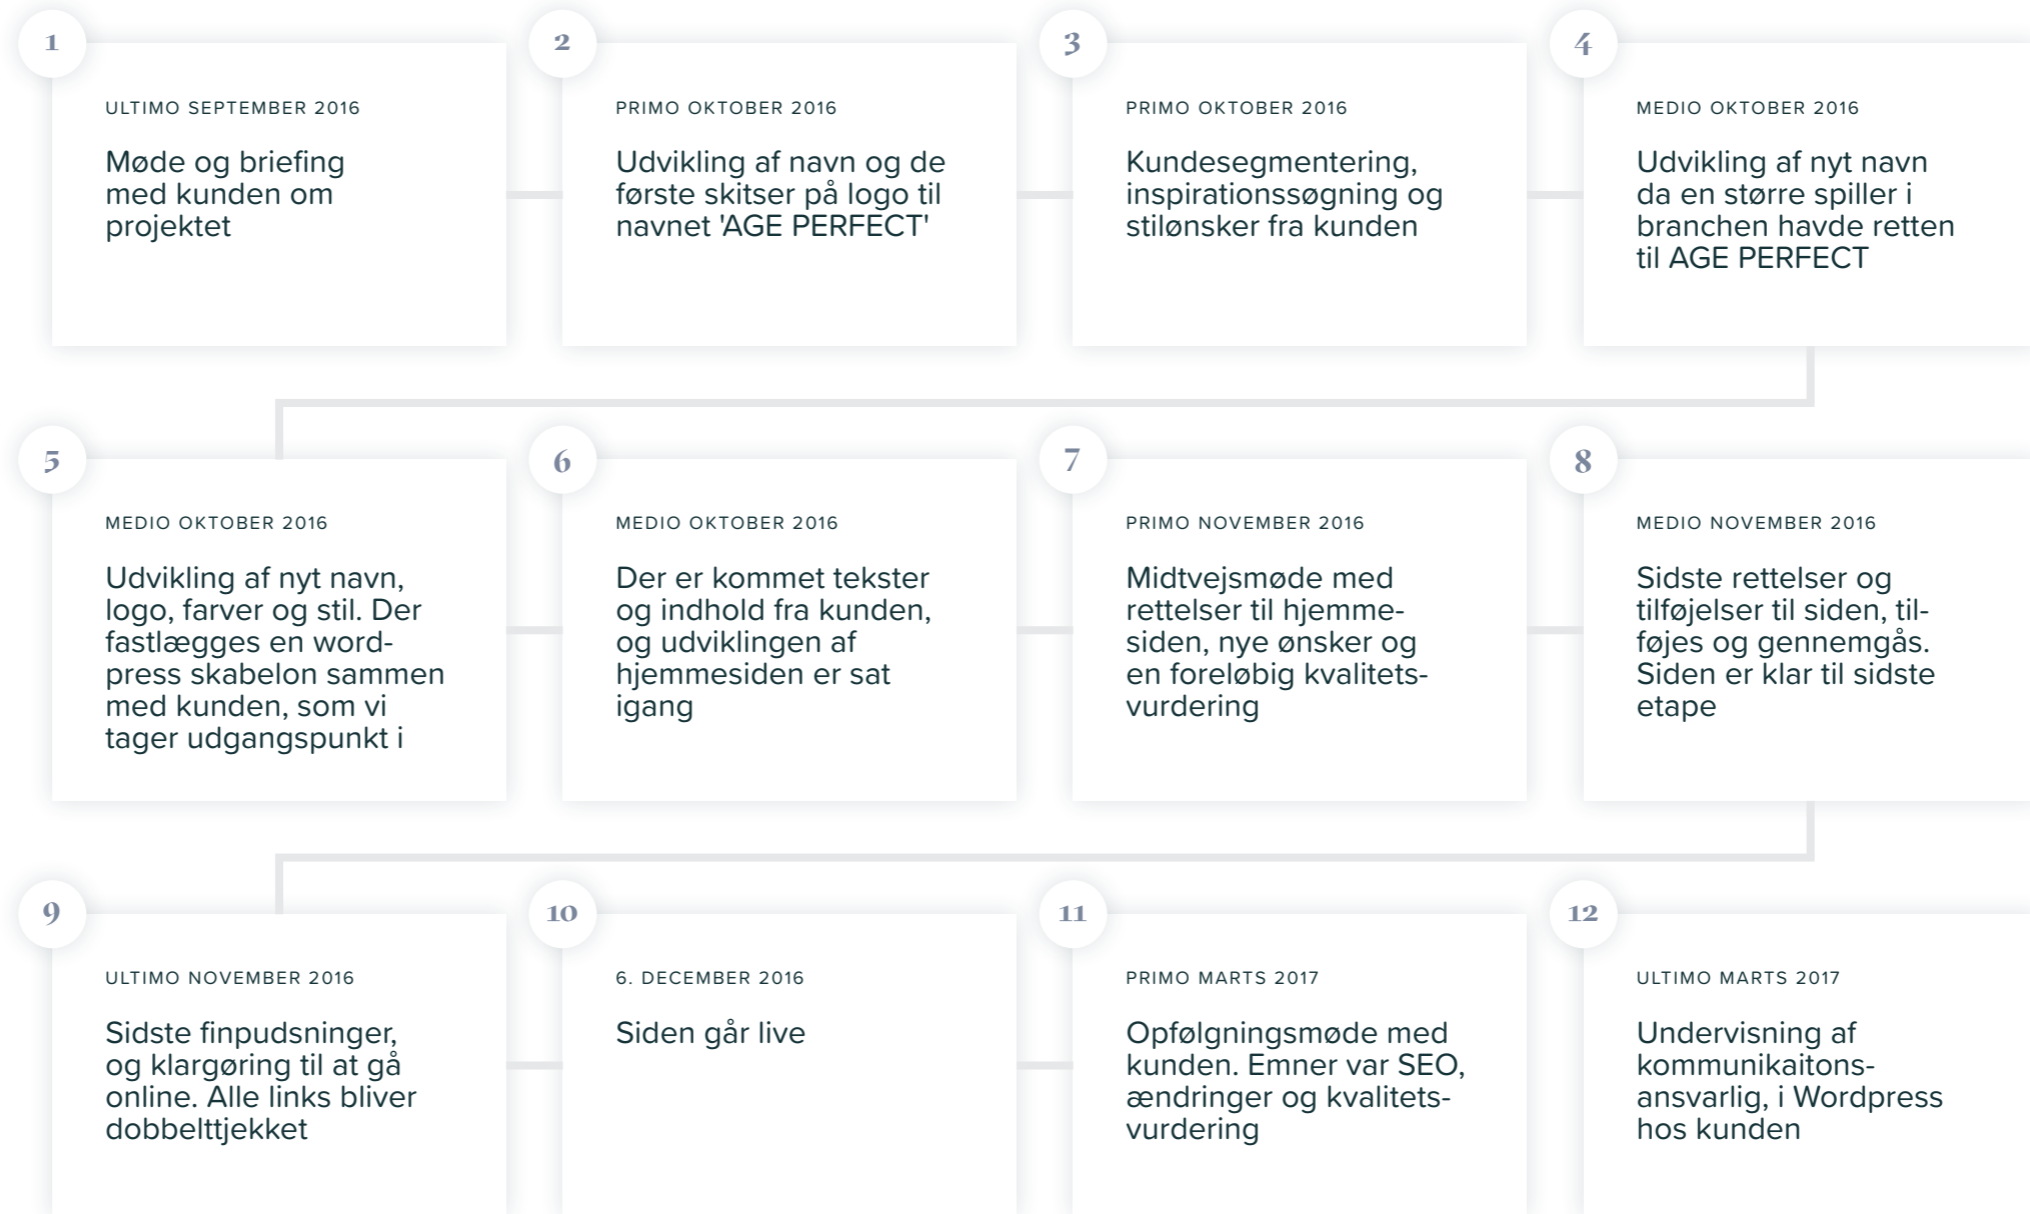 1
ULTIMO SEPTEMBER 2016
Møde og briefing
med kunden om
projektet
2
PRIMO OKTOBER 2016
Udvikling af navn og de
første skitser på logo til
navnet 'AGE PERFECT'
3
PRIMO OKTOBER 2016
Kundesegmentering,
inspirationssøgning og
stilønsker fra kunden
4
MEDIO OKTOBER 2016
Udvikling af nyt navn
da en større spiller i
branchen havde retten
til AGE PERFECT
5
MEDIO OKTOBER 2016
Udvikling af nyt navn,
logo, farver og stil. Der
fastlægges en word-
press skabelon sammen
med kunden, som vi
tager udgangspunkt i
6
MEDIO OKTOBER 2016
Der er kommet tekster
og indhold fra kunden,
og udviklingen af
hjemmesiden er sat
igang
7
PRIMO NOVEMBER 2016
Midtvejsmøde med
rettelser til hjemme-
siden, nye ønsker og
en foreløbig kvalitets-
vurdering
8
MEDIO NOVEMBER 2016
Sidste rettelser og
tilføjelser til siden, til-
føjes og gennemgås.
Siden er klar til sidste
etape
9
ULTIMO NOVEMBER 2016
Sidste finpudsninger,
og klargøring til at gå
online. Alle links bliver
dobbelttjekket
10
6. DECEMBER 2016
Siden går live
11
PRIMO MARTS 2017
Opfølgningsmøde med
kunden. Emner var SEO,
ændringer og kvalitets-
vurdering
12
ULTIMO MARTS 2017
Undervisning af
kommunikaitons-
ansvarlig, i Wordpress
hos kunden